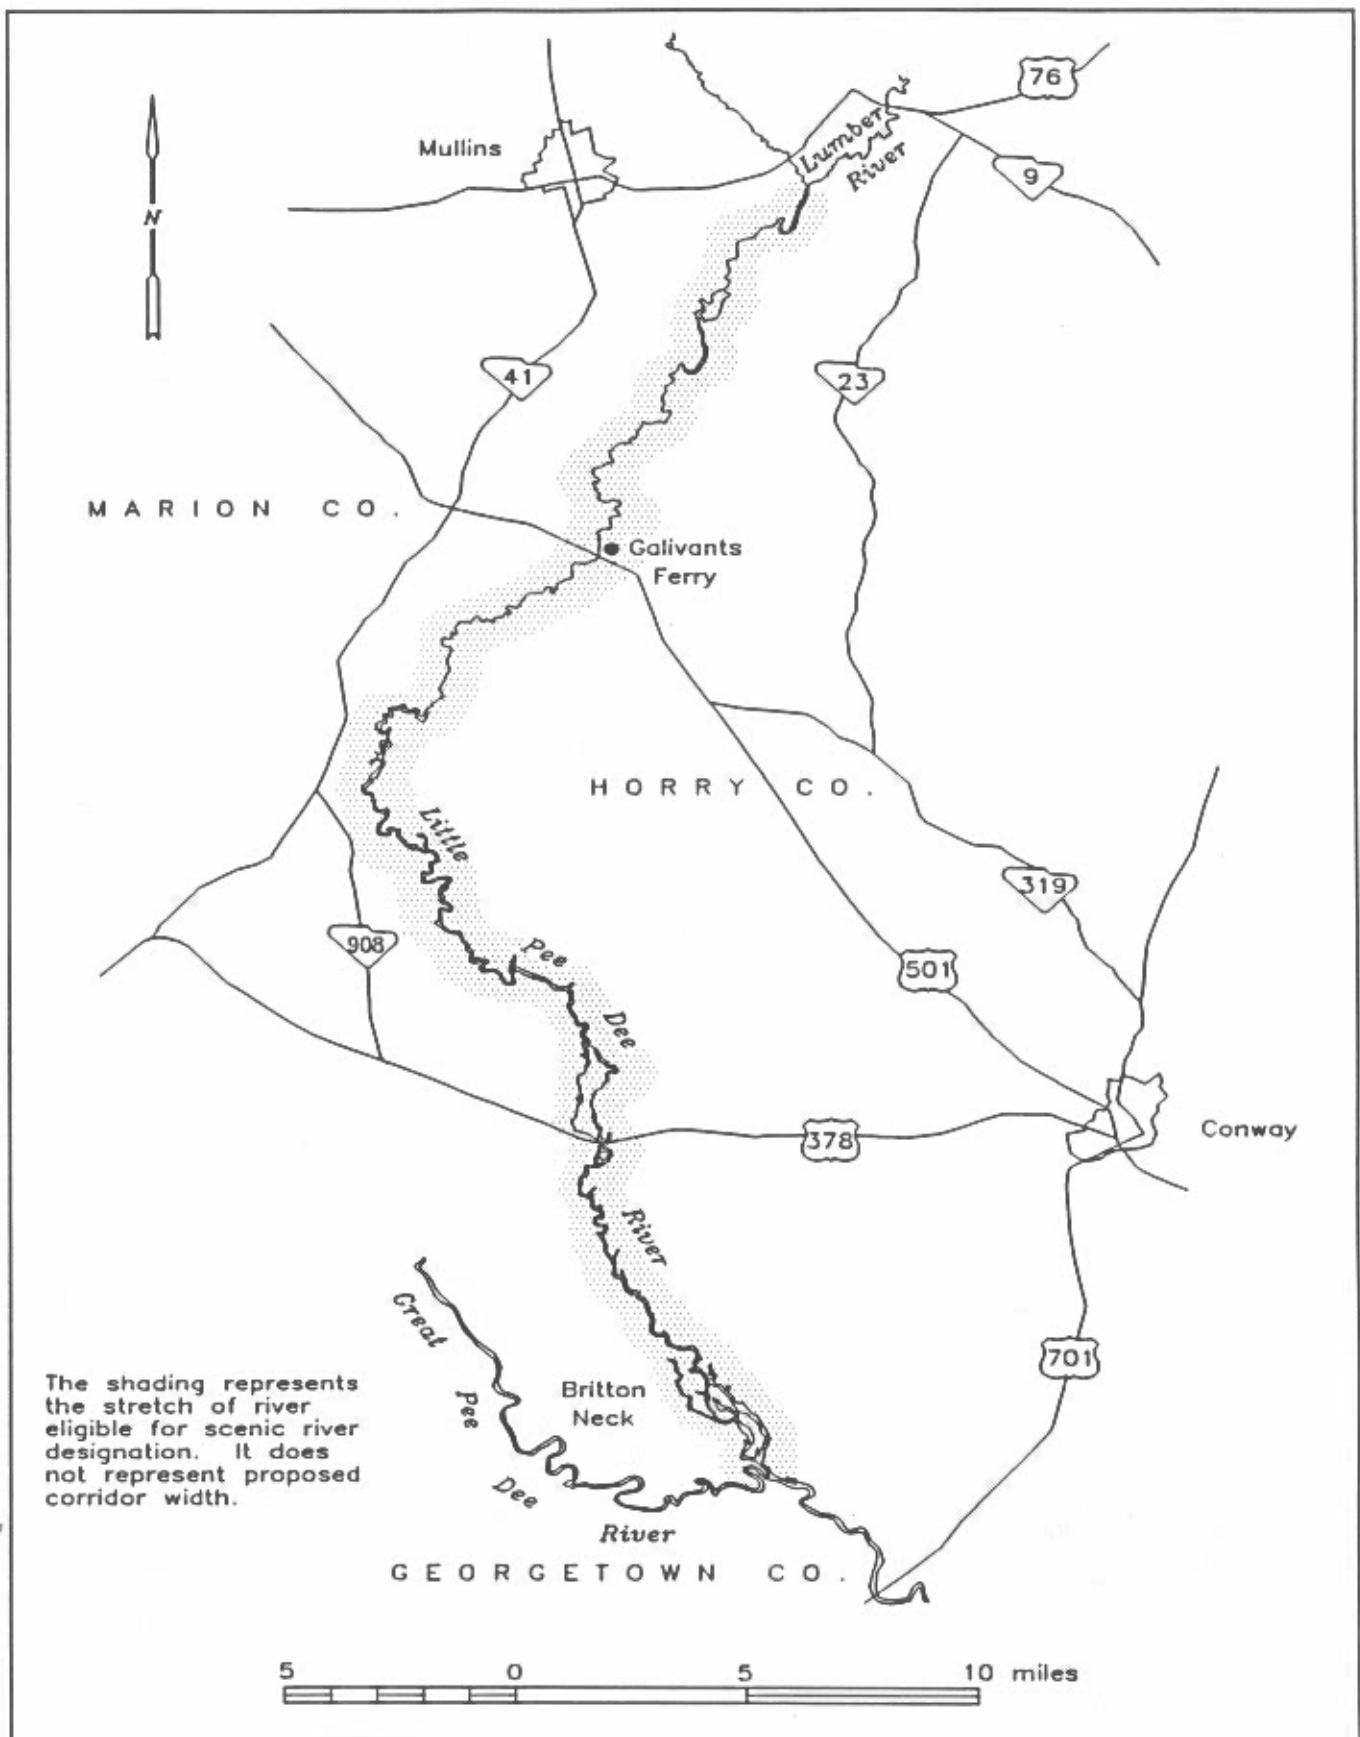 76
Mullins
Lumber
River
9
N
41
23
MARION CO.
Galivants
Ferry
HORRY CO.
Little
319
908
Pee
501
Dee
378
Conway
River
Great
701
The shading represents
the stretch of river
eligible for scenic river
designation. It does
not represent proposed
corridor width.
Pee
Britton
Neck
Dee
River
GEORGETOWN CO.
5 0 5 10 miles